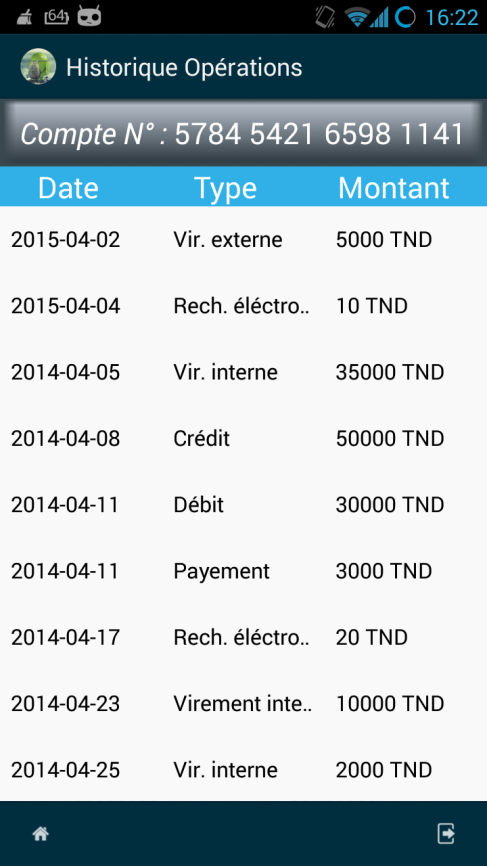 64
16:22
Historique Opérations
Compte N° : 5784 5421 6598 1141
Date Type Montant
2015-04-02 Vir. externe 5000 TND
2015-04-04 Rech. éléctro.. 10 TND
2014-04-05 Vir. interne 35000 TND
2014-04-08 Crédit 50000 TND
2014-04-11 Débit 30000 TND
2014-04-11 Payement 3000 TND
2014-04-17 Rech. éléctro.. 20 TND
2014-04-23 Virement inte.. 10000 TND
2014-04-25 Vir. interne 2000 TND